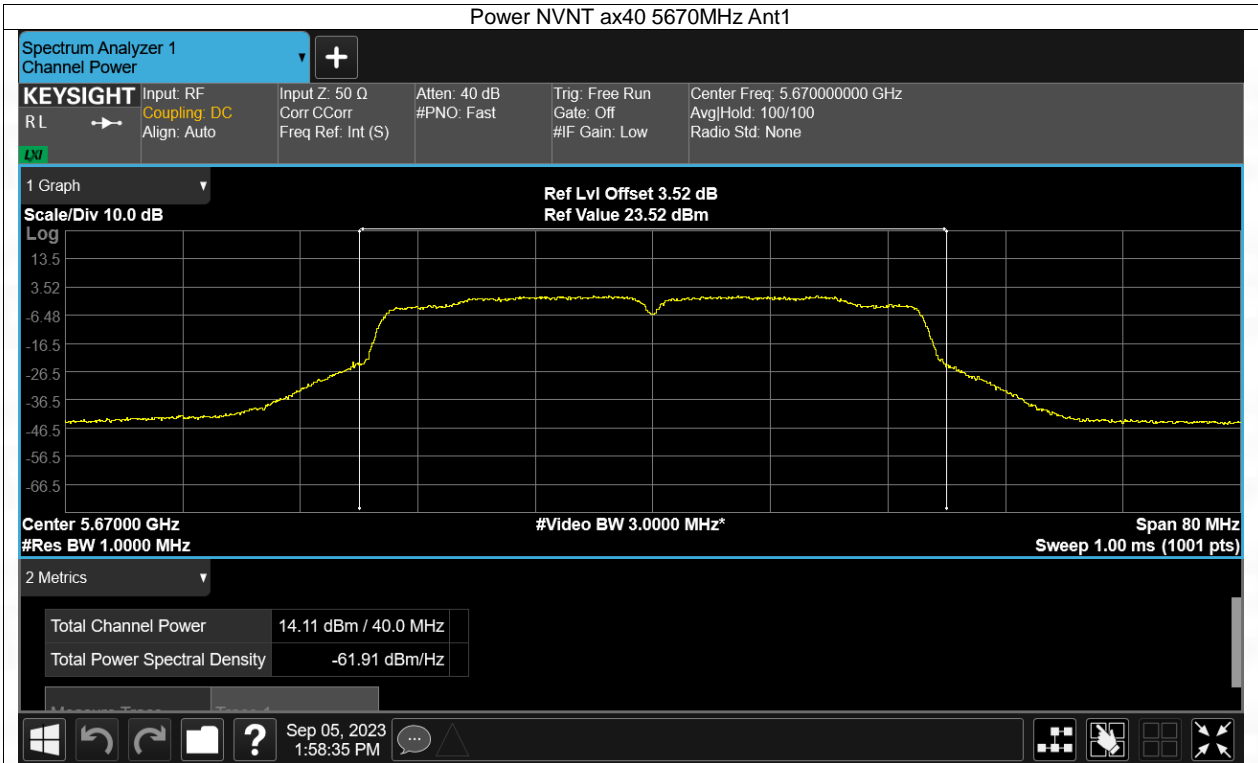 Power NVNT ax40 5670MHz Ant1
Spectrum Analyzer 1
Channel Power
KEYSIGHT
R L
LXI
Input: RF
Coupling: DC
Align: Auto
Input Z: 50 Ω
Corr CCorr
Freq Ref: Int (S)
Atten: 40 dB
#PNO: Fast
Trig: Free Run
Gate: Off
#IF Gain: Low
Center Freq: 5.670000000 GHz
Avg|Hold: 100/100
Radio Std: None
1 Graph
Scale/Div 10.0 dB
Ref Lvl Offset 3.52 dB
Ref Value 23.52 dBm
Log
13.5
3.52
-6.48
-16.5
-26.5
-36.5
-46.5
-56.5
-66.5
Center 5.67000 GHz
#Video BW 3.0000 MHz*
Span 80 MHz
#Res BW 1.0000 MHz
Sweep 1.00 ms (1001 pts)
2 Metrics
Total Channel Power 14.11 dBm / 40.0 MHz
Total Power Spectral Density -61.91 dBm/Hz
Sep 05, 2023
1:58:35 PM